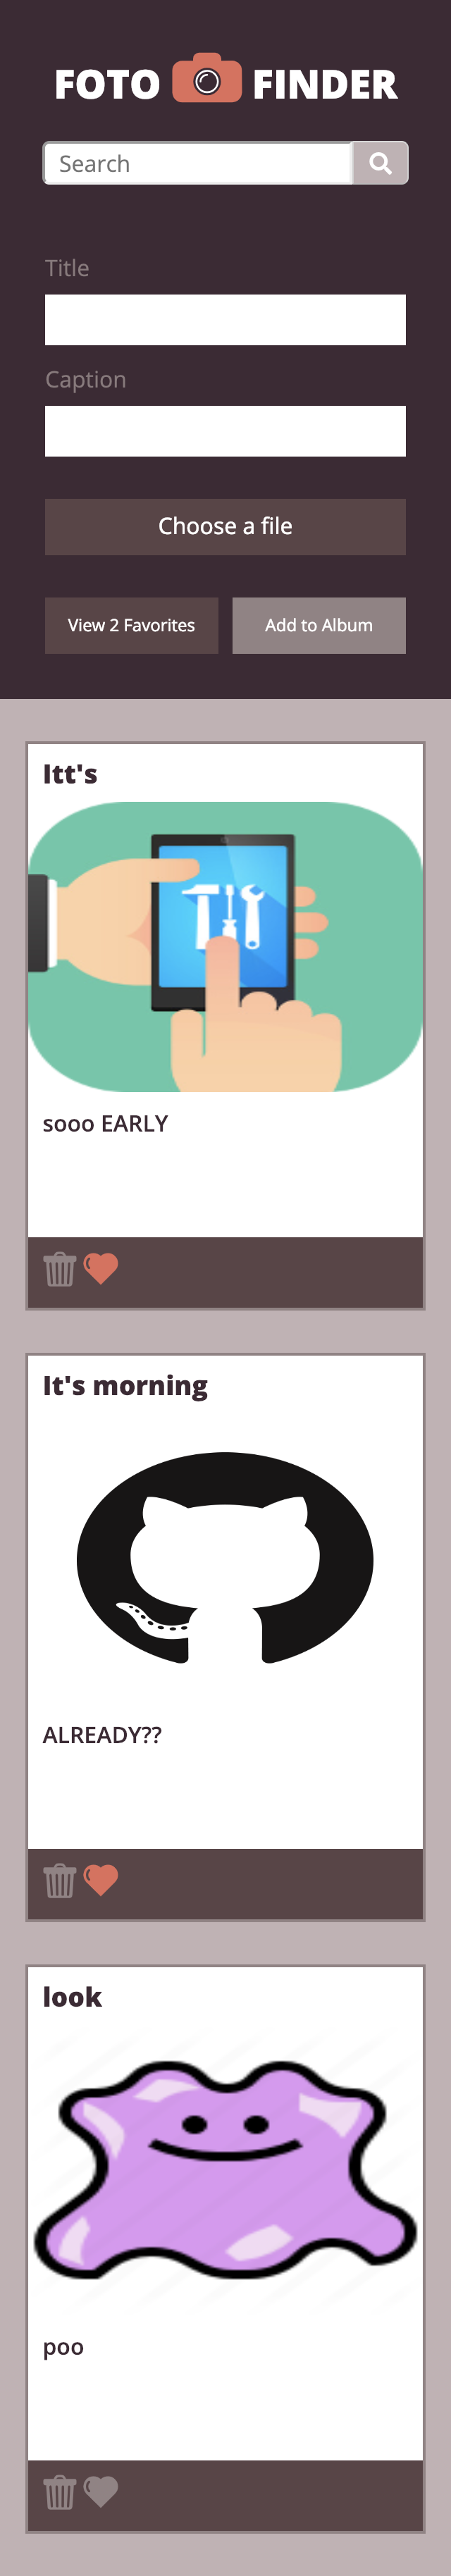 FOTO FINDER
Search
Title
Caption
Choose a file
View 2 Favorites
Add to Album
Itt's
sooo EARLY
It's morning
ALREADY??
look
poo